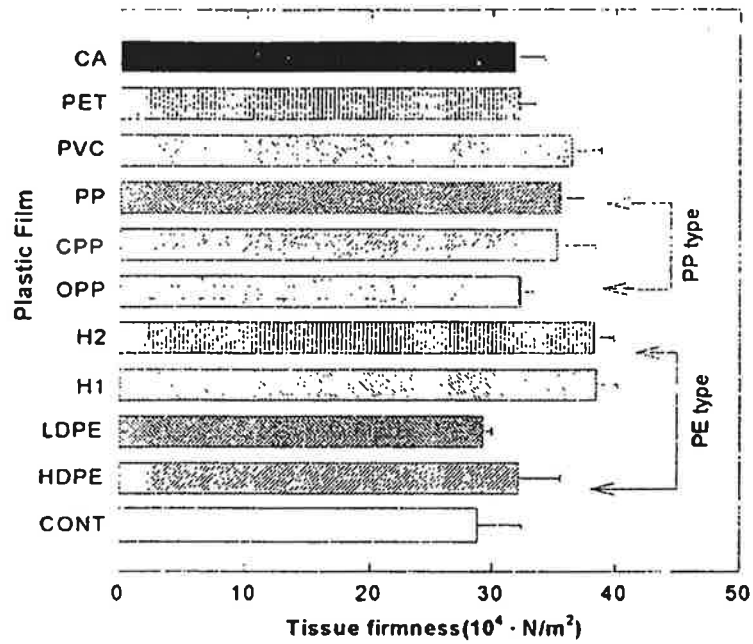 CA
PET
PVC
PP
CPP
OPP
H2
H1
LDPE
HDPE
CONT
Plastic Film
PP type
PE type
0 10 20 30 40 50
Tissue firmness(10⁴ · N/m²)